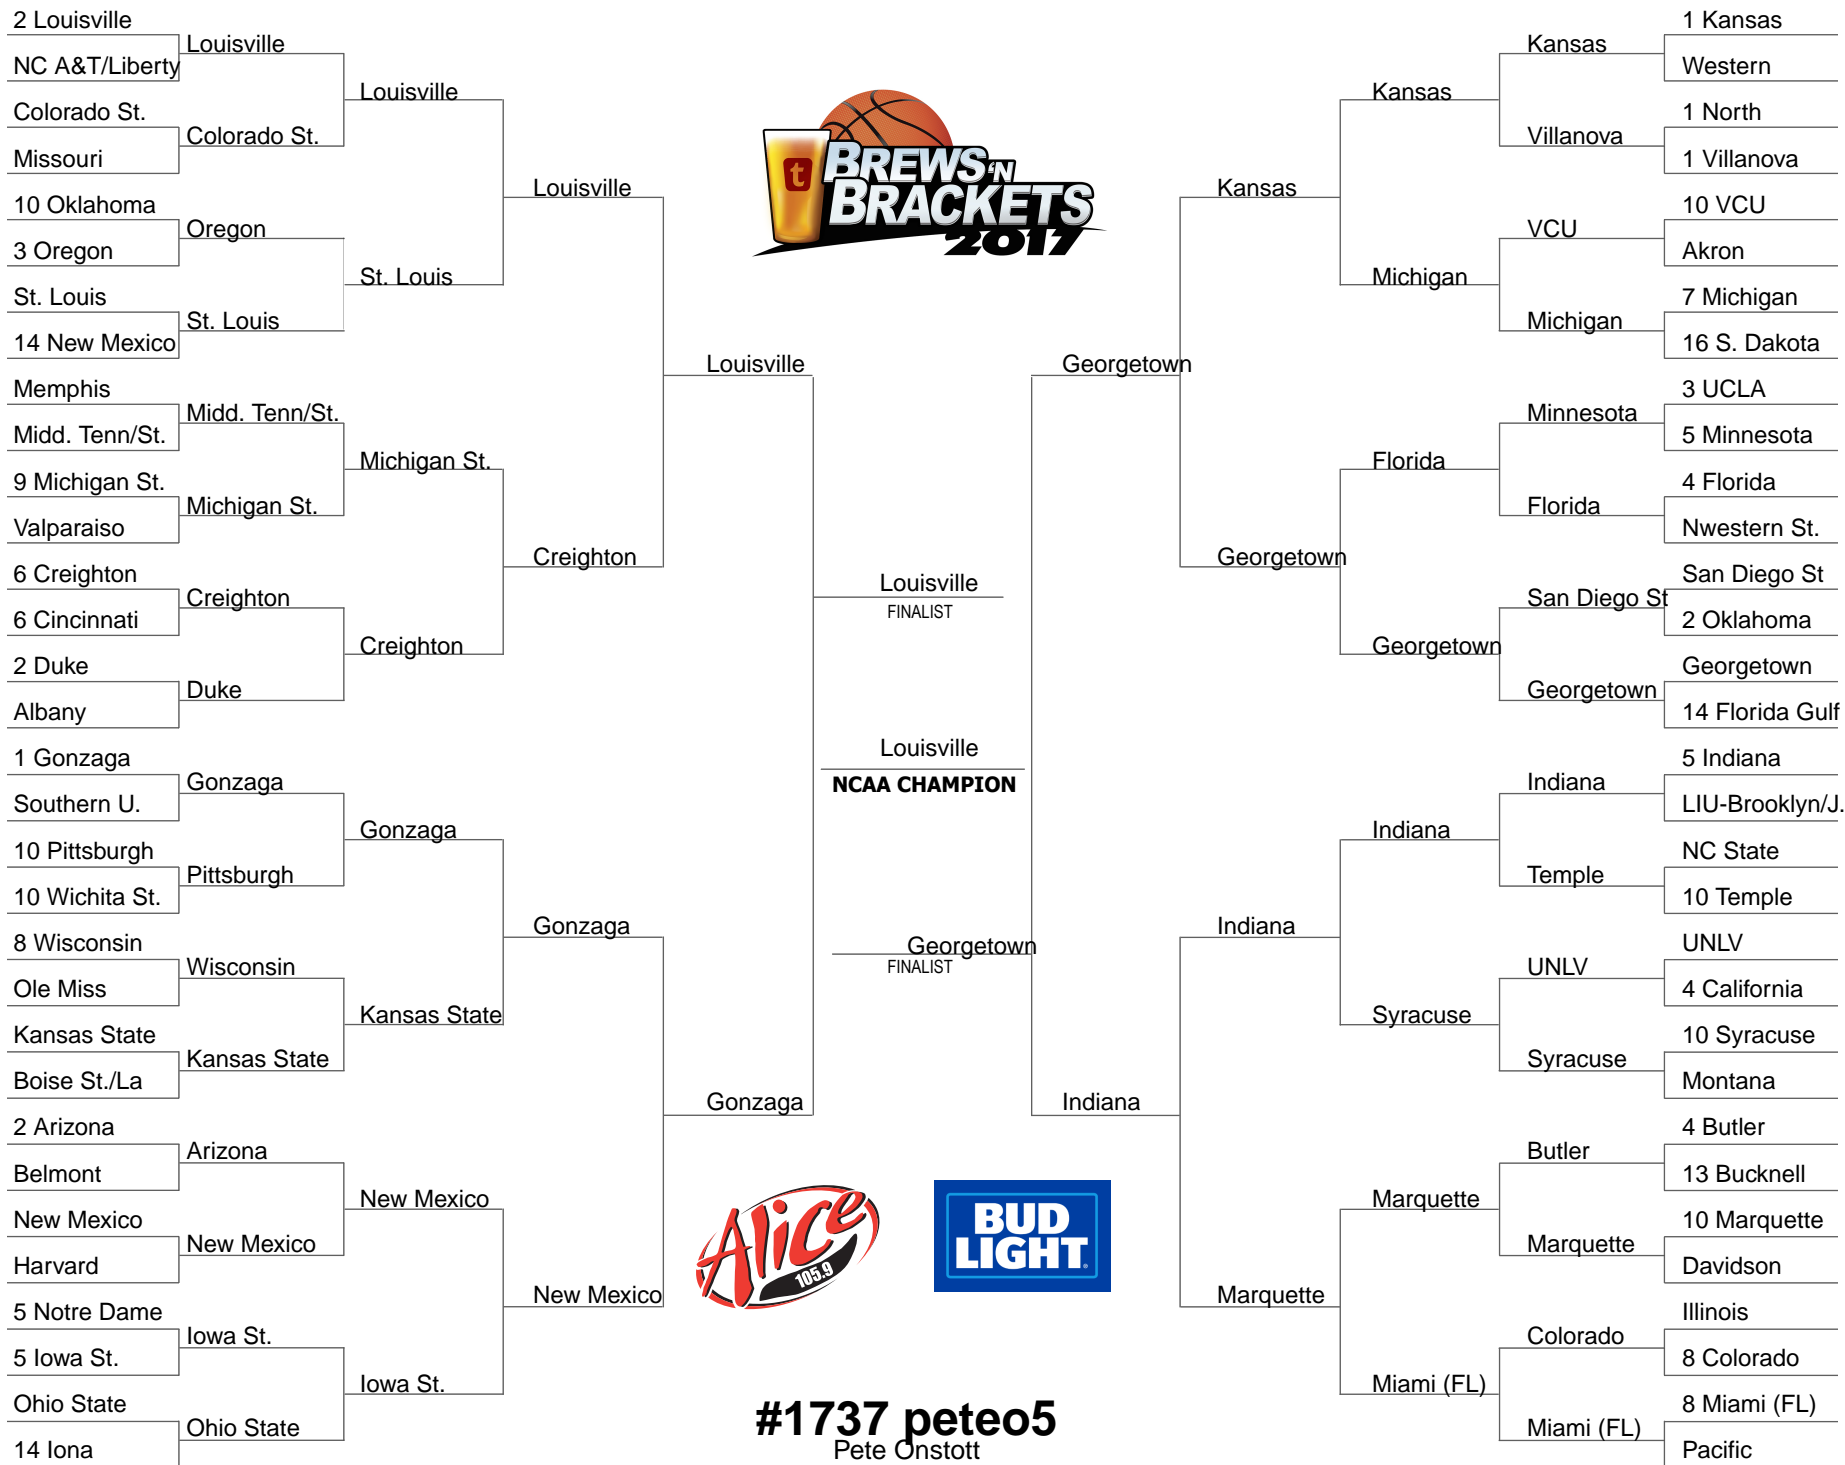 2 Louisville
NC A&T/Liberty
Colorado St.
Missouri
10 Oklahoma
3 Oregon
St. Louis
14 New Mexico
Memphis
Midd. Tenn/St.
9 Michigan St.
Valparaiso
6 Creighton
6 Cincinnati
2 Duke
Albany
1 Gonzaga
Southern U.
10 Pittsburgh
10 Wichita St.
8 Wisconsin
Ole Miss
Kansas State
Boise St./La
2 Arizona
Belmont
New Mexico
Harvard
5 Notre Dame
5 Iowa St.
Ohio State
14 Iona
Louisville
Colorado St.
Oregon
St. Louis
Midd. Tenn/St.
Michigan St.
Creighton
Duke
Gonzaga
Pittsburgh
Wisconsin
Kansas State
Arizona
New Mexico
Iowa St.
Ohio State
Louisville
St. Louis
Michigan St.
Creighton
Gonzaga
Kansas State
New Mexico
Iowa St.
Louisville
Creighton
Gonzaga
New Mexico
Louisville
Gonzaga
t
BREWS 'N
BRACKETS
2017
Louisville
FINALIST
Louisville
NCAA CHAMPION
Georgetown
FINALIST
Alice
105.9
BUD
LIGHT
#1737 peteo5
Pete Onstott
Georgetown
Indiana
Kansas
Georgetown
Indiana
Marquette
Kansas
Michigan
Florida
Georgetown
Indiana
Syracuse
Marquette
Miami (FL)
Kansas
Villanova
VCU
Michigan
Minnesota
Florida
San Diego St
Georgetown
Indiana
Temple
UNLV
Syracuse
Butler
Marquette
Colorado
Miami (FL)
1 Kansas
Western
1 North
1 Villanova
10 VCU
Akron
7 Michigan
16 S. Dakota
3 UCLA
5 Minnesota
4 Florida
Nwestern St.
San Diego St
2 Oklahoma
Georgetown
14 Florida Gulf
5 Indiana
LIU-Brooklyn/J.
NC State
10 Temple
UNLV
4 California
10 Syracuse
Montana
4 Butler
13 Bucknell
10 Marquette
Davidson
Illinois
8 Colorado
8 Miami (FL)
Pacific